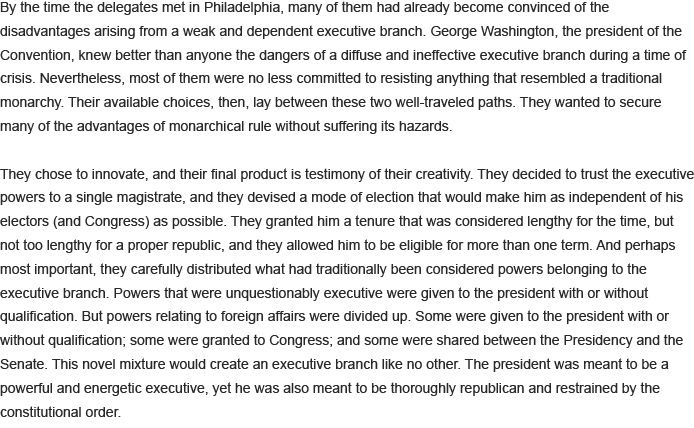 By the time the delegates met in Philadelphia, many of them had already become convinced of the
disadvantages arising from a weak and dependent executive branch. George Washington, the president of the
Convention, knew better than anyone the dangers of a diffuse and ineffective executive branch during a time of
crisis. Nevertheless, most of them were no less committed to resisting anything that resembled a traditional
monarchy. Their available choices, then, lay between these two well-traveled paths. They wanted to secure
many of the advantages of monarchical rule without suffering its hazards.

They chose to innovate, and their final product is testimony of their creativity. They decided to trust the executive
powers to a single magistrate, and they devised a mode of election that would make him as independent of his
electors (and Congress) as possible. They granted him a tenure that was considered lengthy for the time, but
not too lengthy for a proper republic, and they allowed him to be eligible for more than one term. And perhaps
most important, they carefully distributed what had traditionally been considered powers belonging to the
executive branch. Powers that were unquestionably executive were given to the president with or without
qualification. But powers relating to foreign affairs were divided up. Some were given to the president with or
without qualification; some were granted to Congress; and some were shared between the Presidency and the
Senate. This novel mixture would create an executive branch like no other. The president was meant to be a
powerful and energetic executive, yet he was also meant to be thoroughly republican and restrained by the
constitutional order.